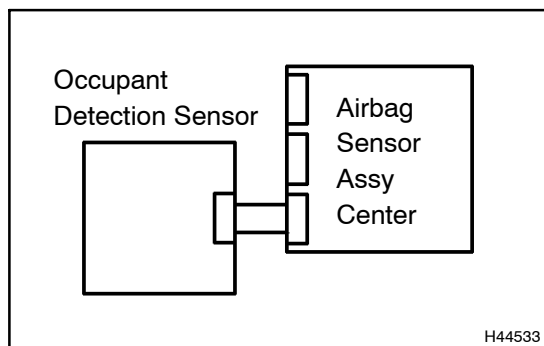 Occupant
Detection Sensor
Airbag
Sensor
Assy
Center
H44533